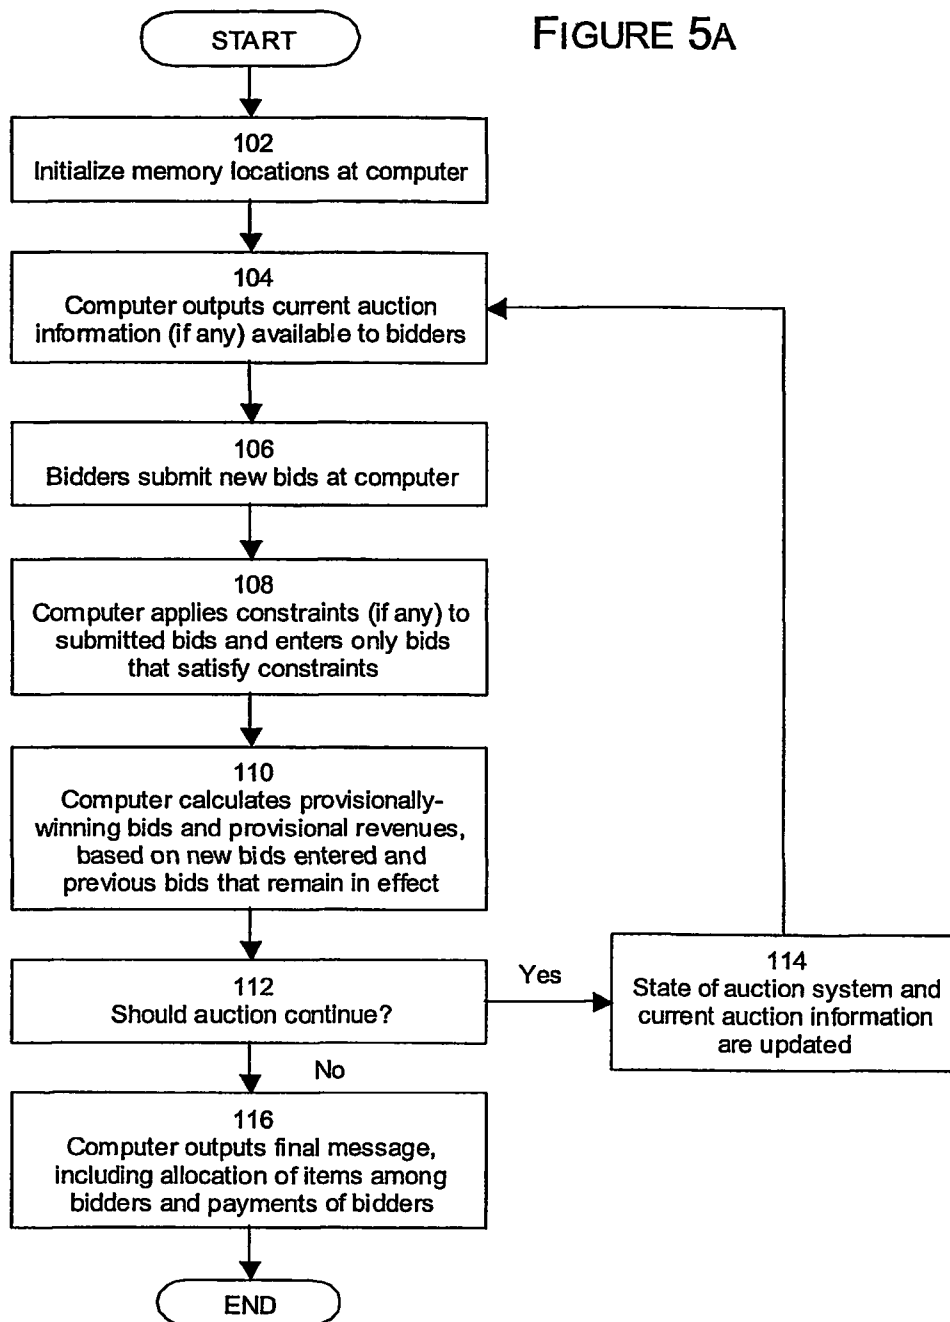 FIGURE 5A
START
102
Initialize memory locations at computer
104
Computer outputs current auction
information (if any) available to bidders
106
Bidders submit new bids at computer
108
Computer applies constraints (if any) to
submitted bids and enters only bids
that satisfy constraints
110
Computer calculates provisionally-
winning bids and provisional revenues,
based on new bids entered and
previous bids that remain in effect
112
Should auction continue?
Yes
114
State of auction system and
current auction information
are updated
No
116
Computer outputs final message,
including allocation of items among
bidders and payments of bidders
END